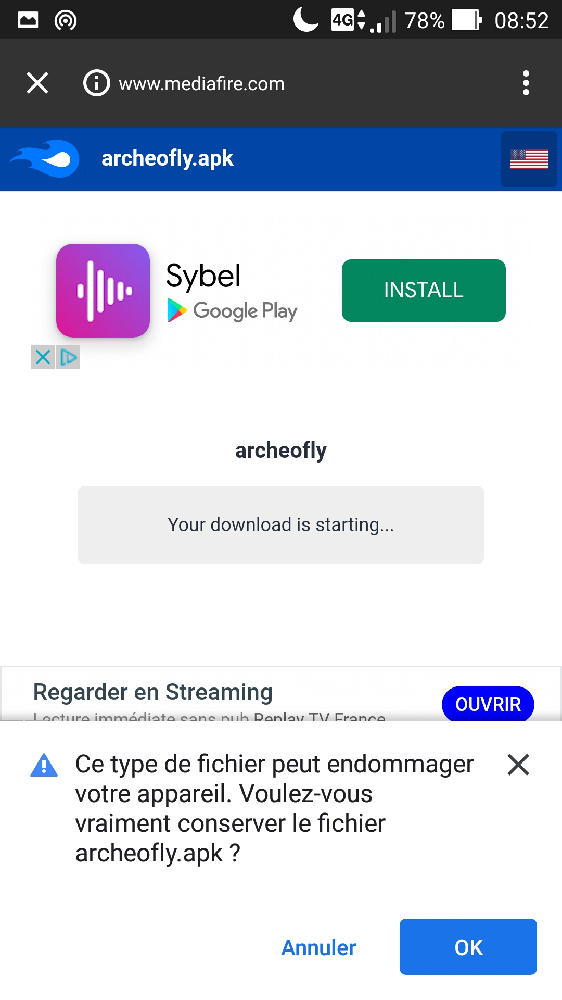 4G 78% 08:52
www.mediafire.com
archeofly.apk
Sybel
Google Play
INSTALL
archeofly
Your download is starting...
Regarder en Streaming
OUVRIR
Lecture immédiate sans pub Replay TV France
Ce type de fichier peut endommager
votre appareil. Voulez-vous
vraiment conserver le fichier
archeofly.apk ?
Annuler
OK